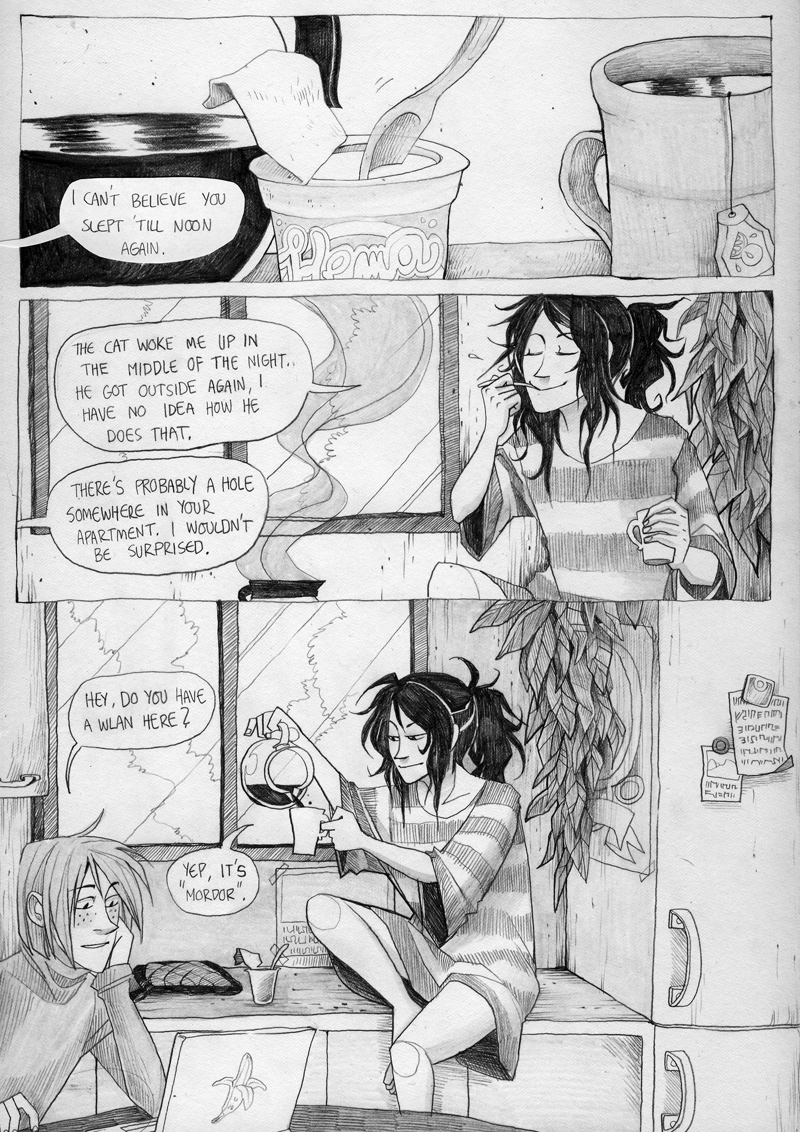 I CAN'T BELIEVE YOU
SLEPT 'TILL NOON
AGAIN.
Hema
THE CAT WOKE ME UP IN
THE MIDDLE OF THE NIGHT..
HE GOT OUTSIDE AGAIN, I
HAVE NO IDEA HOW HE
DOES THAT.
THERE'S PROBABLY A HOLE
SOMEWHERE IN YOUR
APARTMENT. I WOULDN'T
BE SURPRISED.
HEY, DO YOU HAVE
A WLAN HERE?
YEP, IT'S
"MORDOR".